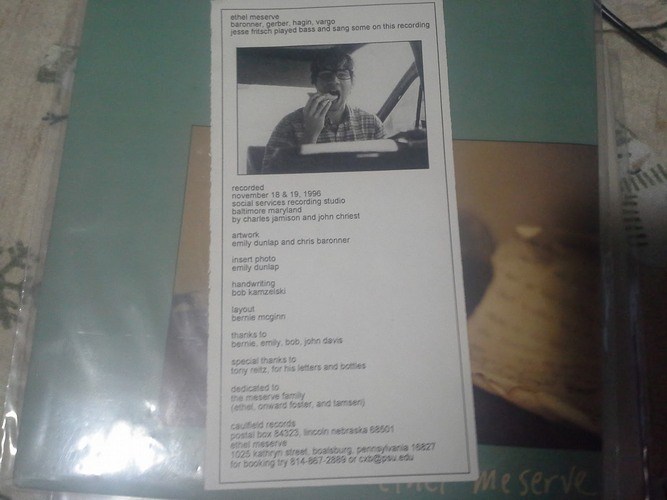 ethel meserve
baronner, gerber, hagin, vargo
jesse fritsch played bass and sang some on this recording
recorded
november 18 & 19, 1996
social services recording studio
baltimore maryland
by charles jamison and john chriest
artwork
emily dunlap and chris baronner
insert photo
emily dunlap
handwriting
bob kamzelski
layout
bernie mcginn
thanks to
bernie, emily, bob, john davis
special thanks to
tony reitz, for his letters and bottles
dedicated to
the meserve family
(ethel, onward foster, and tamsen)
caulfield records
postal box 84323, lincoln nebraska 68501
ethel meserve
1025 kathryn street, boalsburg, pennsylvania 16827
for booking try 814-867-2889 or cxb@psu.edu
ethel meserve